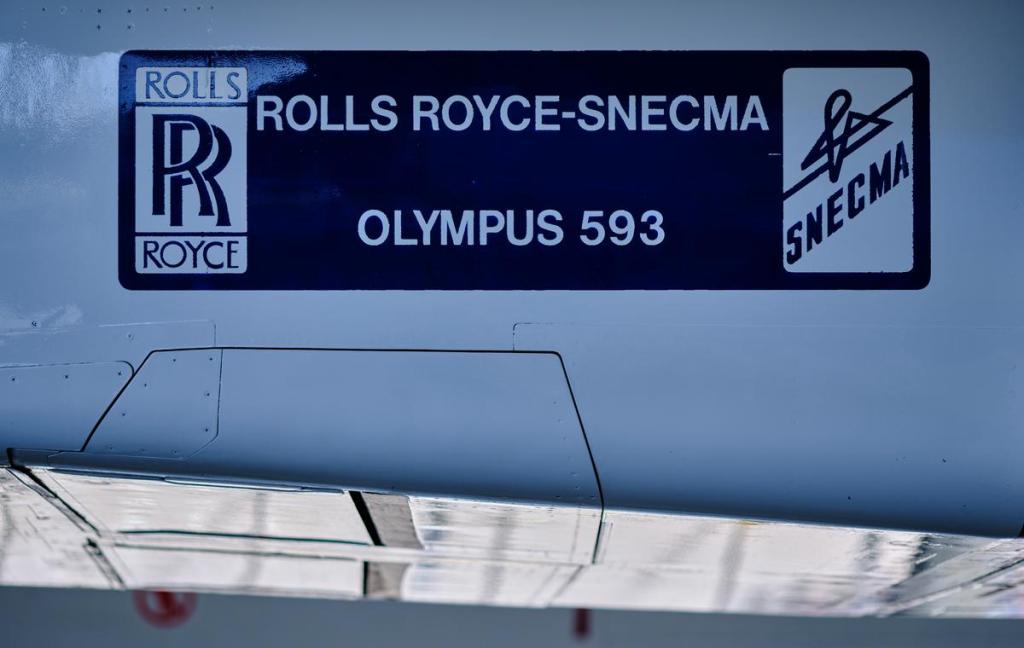 ROLLS
RR
ROYCE
ROLLS ROYCE-SNECMA
OLYMPUS 593
SNECMA